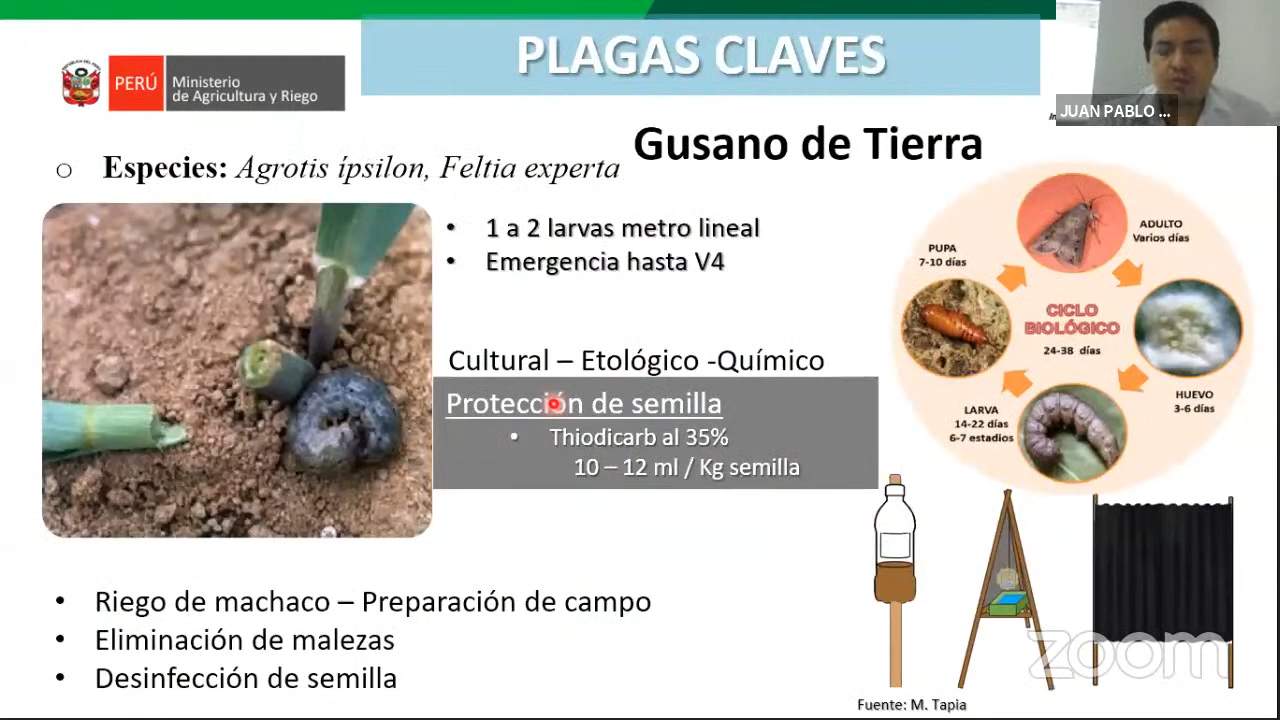 PLAGAS CLAVES
PERÚ
Ministerio
de Agricultura y Riego
JUAN PABLO ...
Gusano de Tierra
o Especies: Agrotis ípsilon, Feltia experta
• 1 a 2 larvas metro lineal
• Emergencia hasta V4
Cultural – Etológico -Químico
Protección de semilla
• Thiodicarb al 35%
10 – 12 ml / Kg semilla
ADULTO
Varios días
PUPA
7-10 días
CICLO
BIOLÓGICO
24-38 días
HUEVO
3-6 días
LARVA
14-22 días
6-7 estadios
• Riego de machaco – Preparación de campo
• Eliminación de malezas
• Desinfección de semilla
zoom
Fuente: M. Tapia